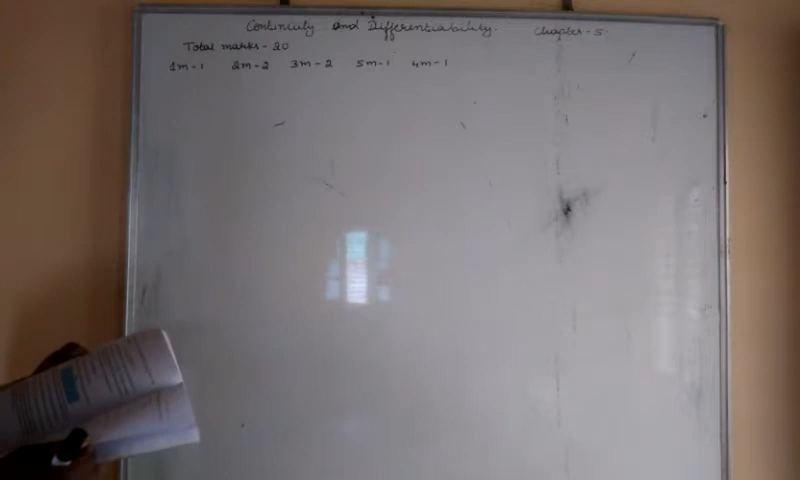 Continuity and Differentiability. Chapter - 5.
Total marks - 20
1m-1 2m-2 3m-2 5m-1 4m-1